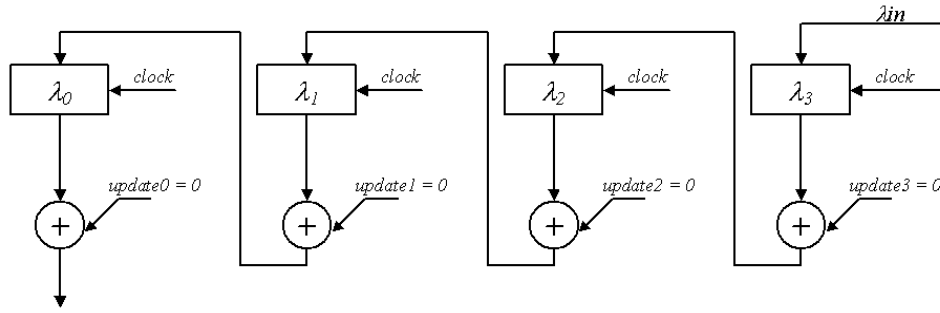 λin
λ0 clock λ1 clock λ2 clock λ3 clock
update0 = 0 update1 = 0 update2 = 0 update3 = 0
+ + + +